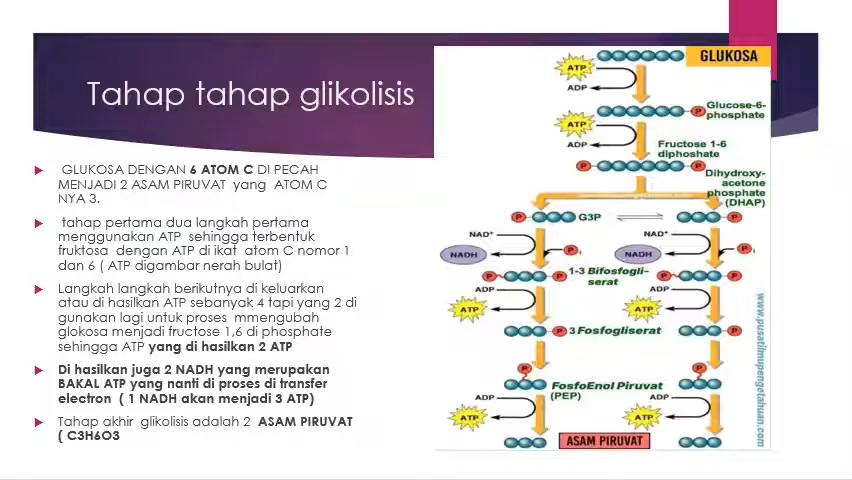 Tahap tahap glikolisis
GLUKOSA DENGAN 6 ATOM C DI PECAH
MENJADI 2 ASAM PIRUVAT yang ATOM C
NYA 3.
tahap pertama dua langkah pertama
menggunakan ATP sehingga terbentuk
fruktosa dengan ATP di ikat atom C nomor 1
dan 6 ( ATP digambar nerah bulat)
Langkah langkah berikutnya di keluarkan
atau di hasilkan ATP sebanyak 4 tapi yang 2 di
gunakan lagi untuk proses mmengubah
glokosa menjadi fructose 1,6 di phosphate
sehingga ATP yang di hasilkan 2 ATP
Di hasilkan juga 2 NADH yang merupakan
BAKAL ATP yang nanti di proses di transfer
electron ( 1 NADH akan menjadi 3 ATP)
Tahap akhir glikolisis adalah 2 ASAM PIRUVAT
( C3H6O3
GLUKOSA
ATP
ADP
P
Glucose-6-
phosphate
ATP
ADP
Fructose 1-6
diphoshate
P
P
Dihydroxy-
acetone
phosphate
(DHAP)
P
G3P
P
NAD+
NAD+
NADH
Pi
NADH
Pi
P
P
1-3 Bifosfogli-
serat
P
P
ADP
ADP
ATP
ATP
P
3 Fosfogliserat
P
P
P
FosfoEnol Piruvat
(PEP)
ADP
ADP
ATP
ATP
ASAM PIRUVAT
www.pusatilmupengetahuan.com